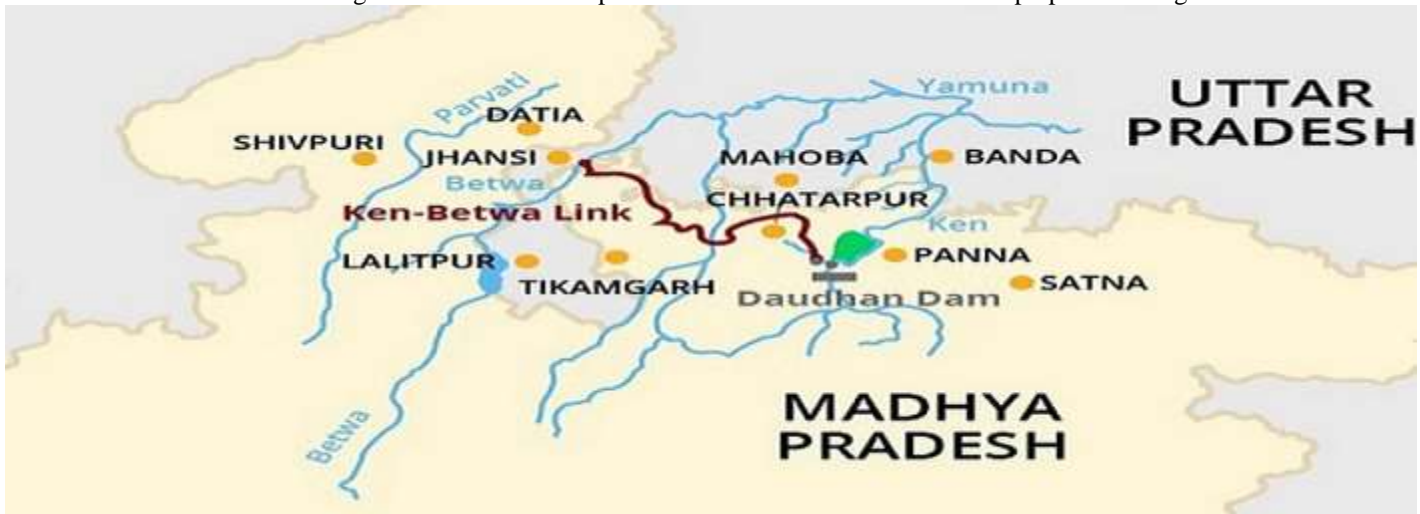 Yamuna
UTTAR
PRADESH
Parvati
DATIA
SHIVPURI
JHANSI
MAHOBA
BANDA
Betwa
CHHATARPUR
Ken-Betwa Link
Ken
LALITPUR
PANNA
TIKAMGARH
SATNA
Daudhan Dam
MADHYA
PRADESH
Betwa